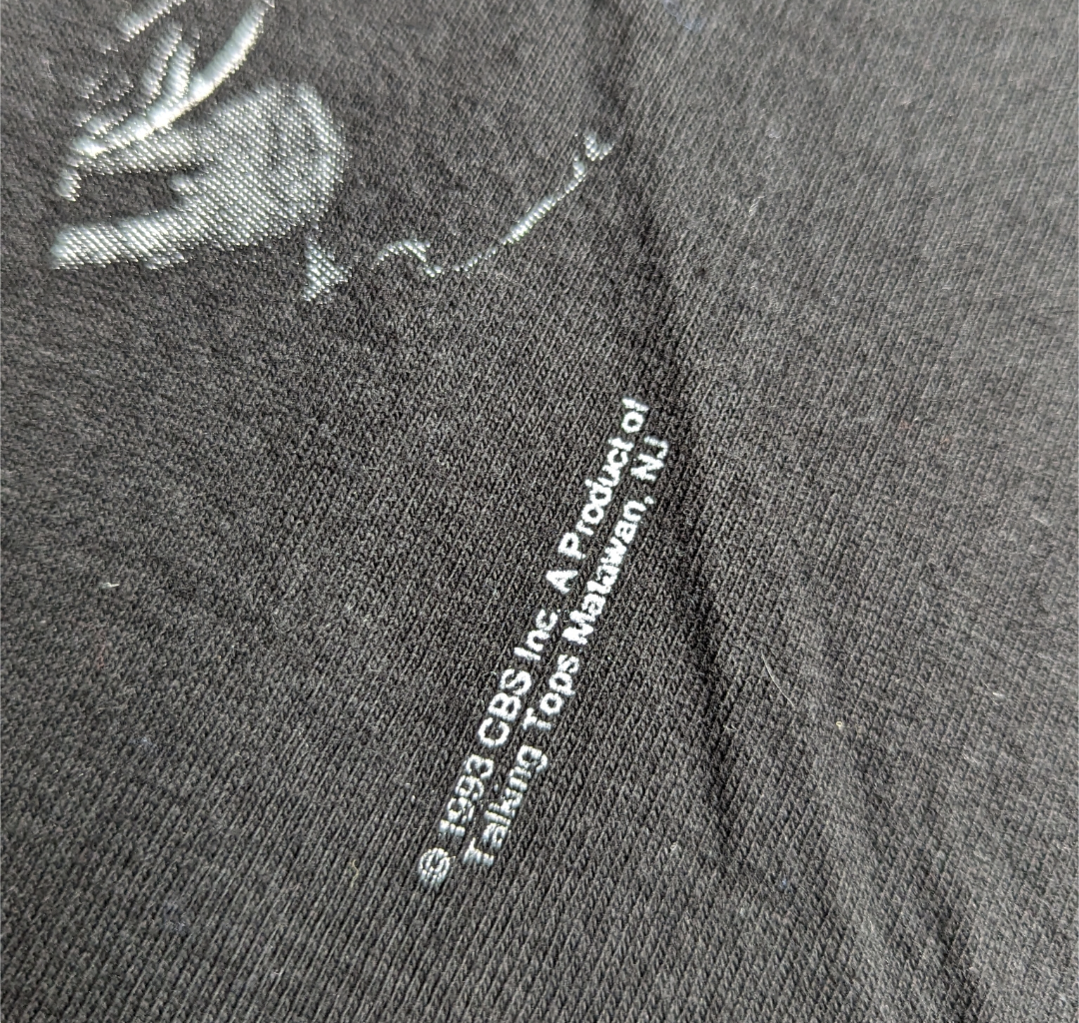 © 1993 CBS Inc. A Product of
Talking Tops Matawan, NJ